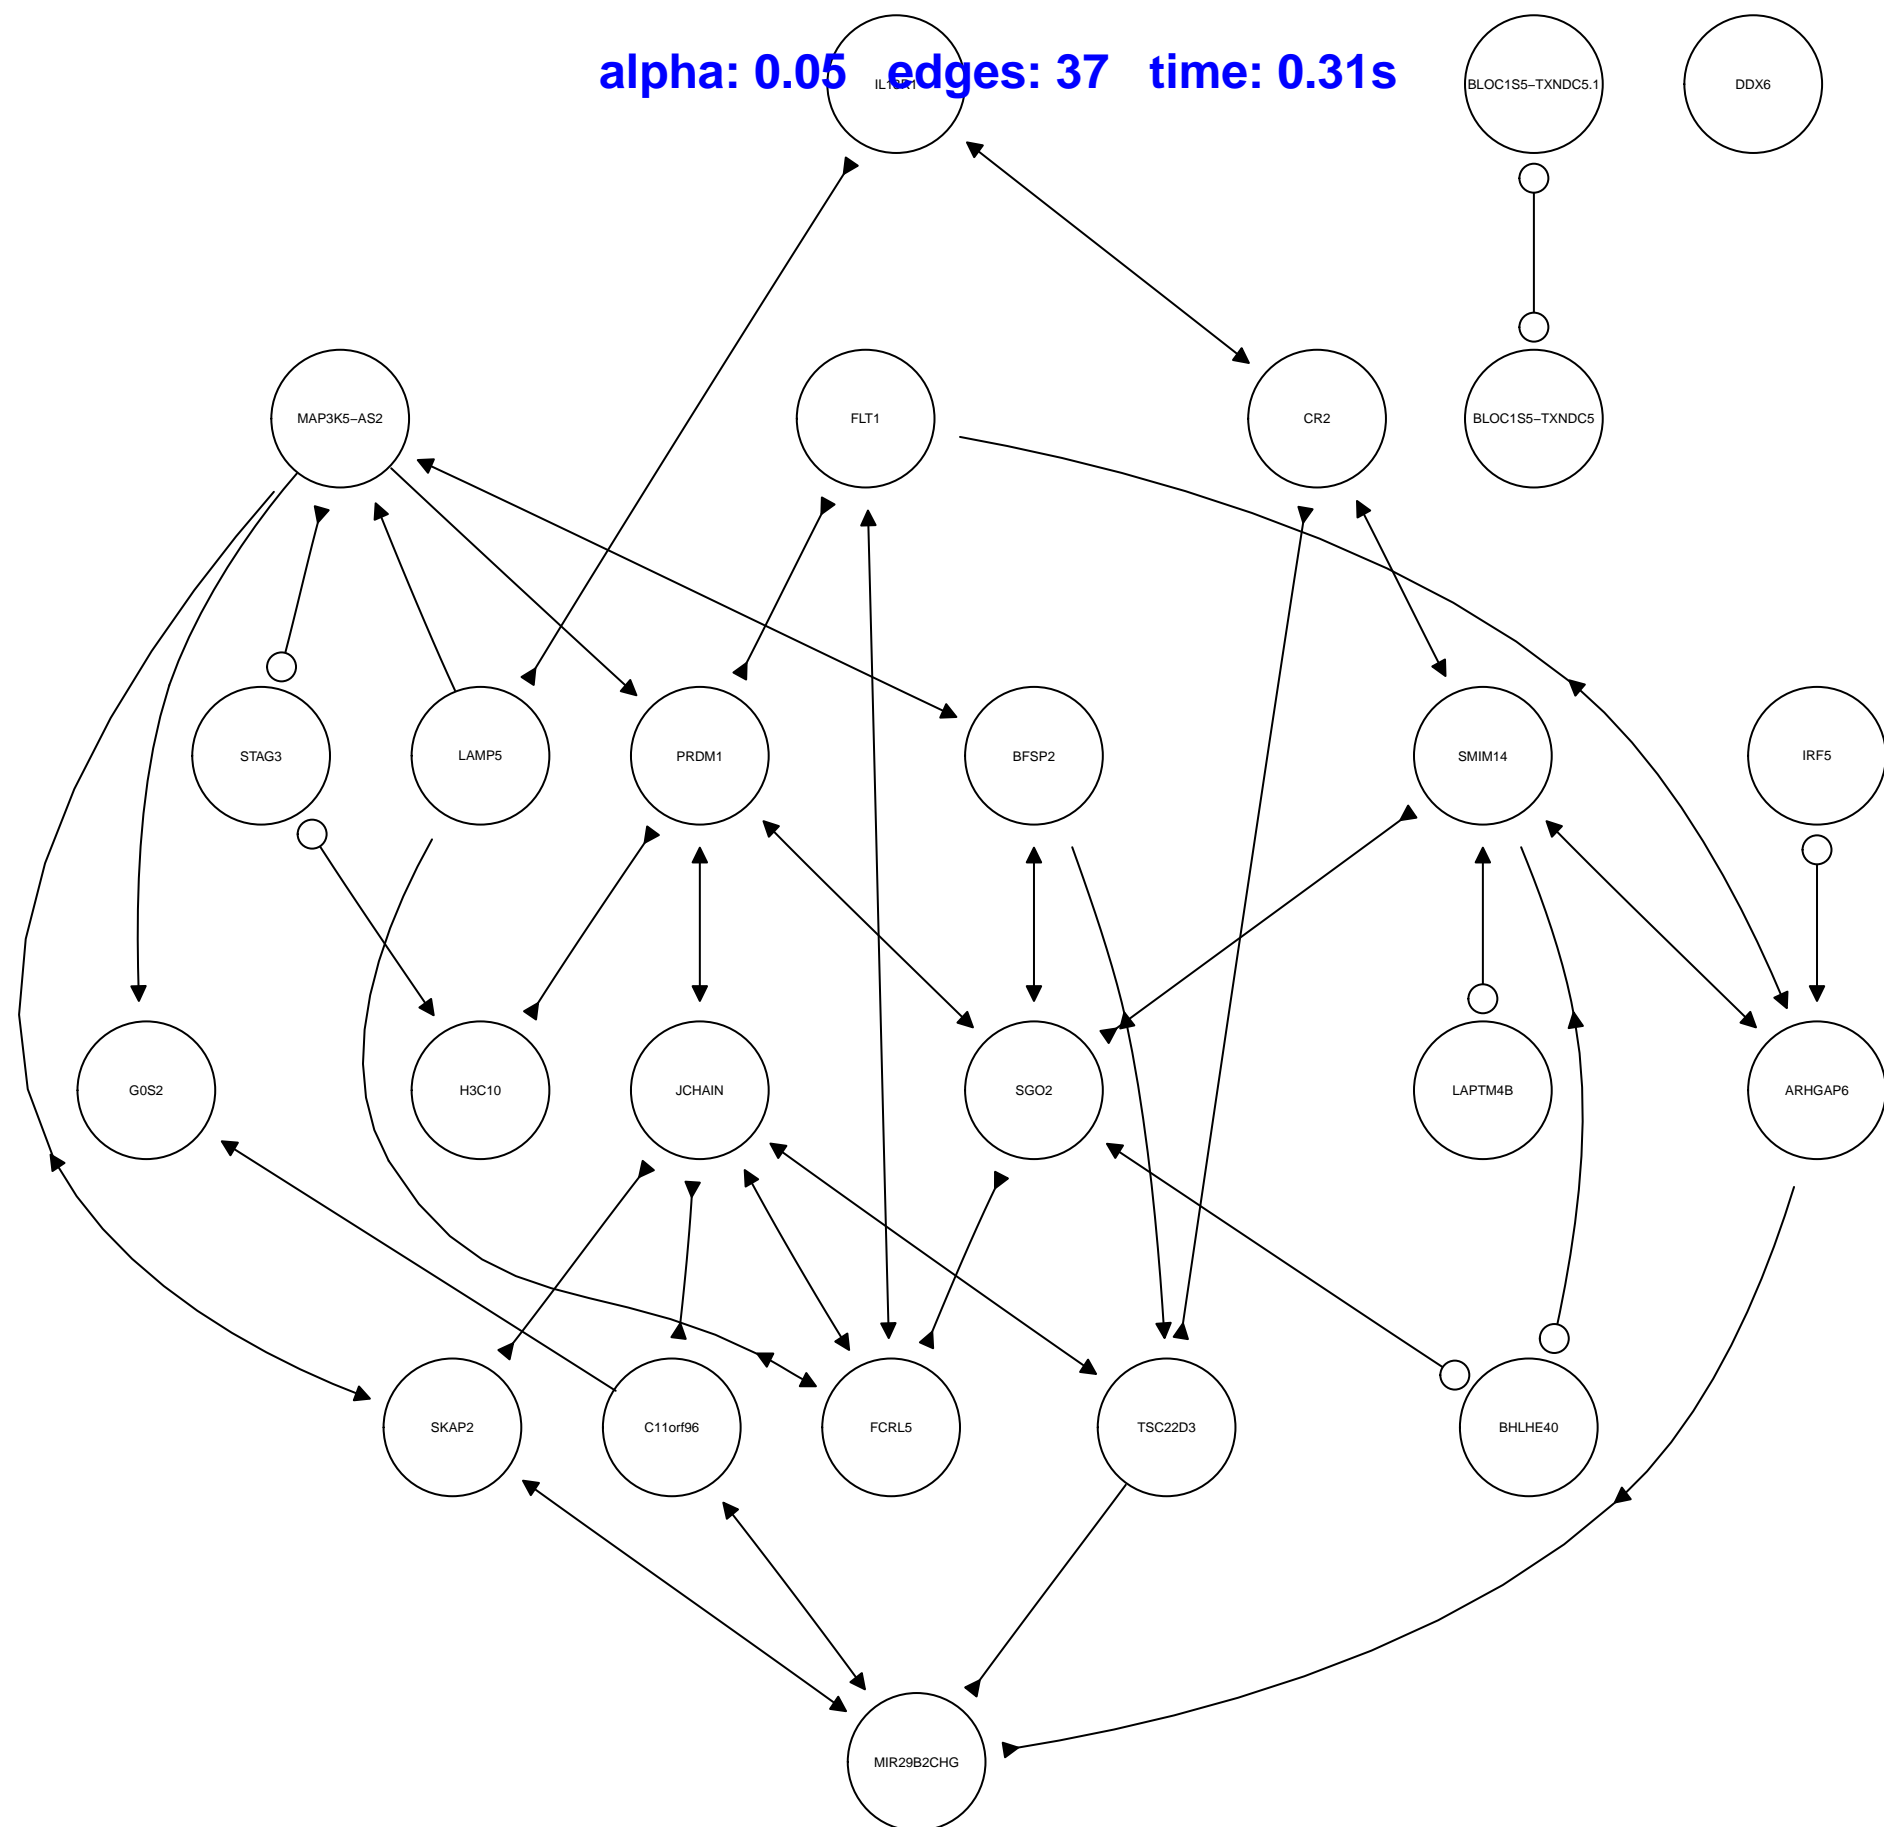 alpha: 0.05 edges: 37 time: 0.31s
BLOC1S5−TXNDC5.1
DDX6
MAP3K5−AS2
FLT1
CR2
BLOC1S5−TXNDC5
STAG3
LAMP5
PRDM1
BFSP2
SMIM14
IRF5
G0S2
H3C10
JCHAIN
SGO2
LAPTM4B
ARHGAP6
SKAP2
C11orf96
FCRL5
TSC22D3
BHLHE40
MIR29B2CHG